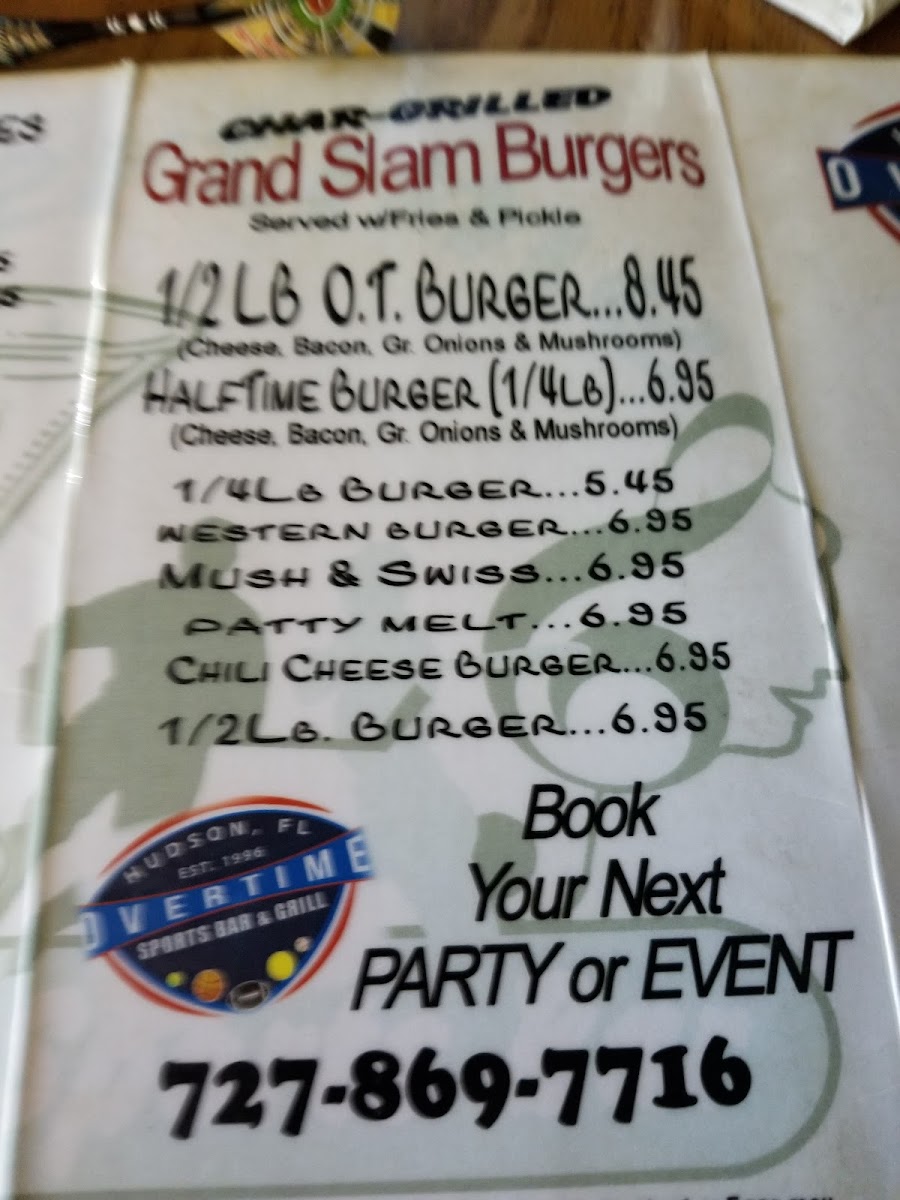 ES
CHAR-GRILLED
Grand Slam Burgers
Served w/Fries & Pickle
1/2 LB O.T. BURGER...8.45
(Cheese, Bacon, Gr. Onions & Mushrooms)
HALFTIME BURGER (1/4LB)...6.95
(Cheese, Bacon, Gr. Onions & Mushrooms)
1/4LB BURGER...5.45
WESTERN BURGER...6.95
MUSH & SWISS...6.95
PATTY MELT...6.95
CHILI CHEESE BURGER...6.95
1/2LB. BURGER...6.95
HUDSON, FL
EST. 1996
OVERTIME
SPORTS BAR & GRILL
Book
Your Next
PARTY or EVENT
727-869-7716